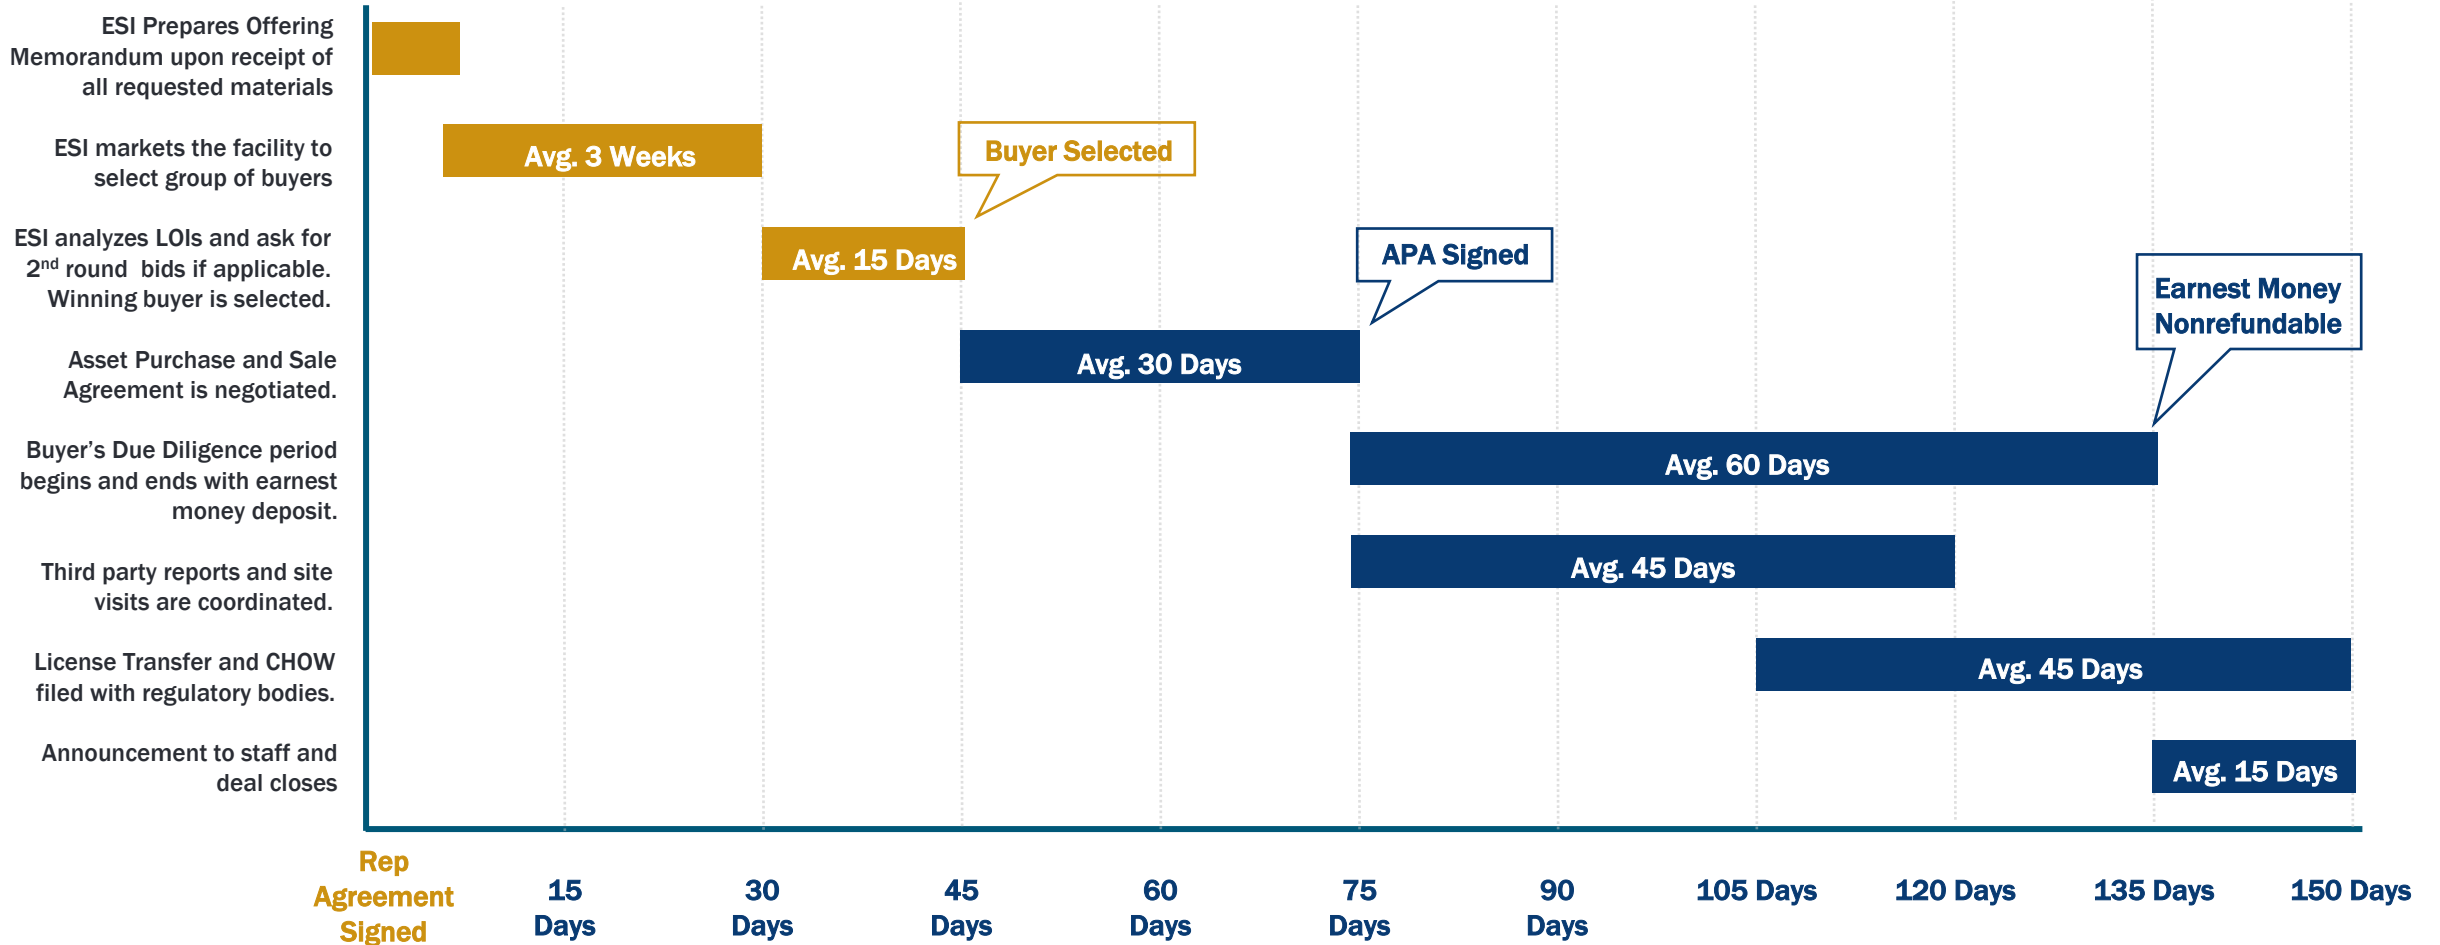 ESI Prepares Offering
Memorandum upon receipt of
all requested materials
ESI markets the facility to
select group of buyers
Avg. 3 Weeks
Buyer Selected
ESI analyzes LOIs and ask for
2nd round  bids if applicable.
Winning buyer is selected.
Avg. 15 Days
APA Signed
Earnest Money
Nonrefundable
Asset Purchase and Sale
Agreement is negotiated.
Avg. 30 Days
Buyer’s Due Diligence period
begins and ends with earnest
money deposit.
Avg. 60 Days
Third party reports and site
visits are coordinated.
Avg. 45 Days
License Transfer and CHOW
filed with regulatory bodies.
Avg. 45 Days
Announcement to staff and
deal closes
Avg. 15 Days
Rep
Agreement
Signed
15
Days
30
Days
45
Days
60
Days
75
Days
90
Days
105 Days
120 Days
135 Days
150 Days